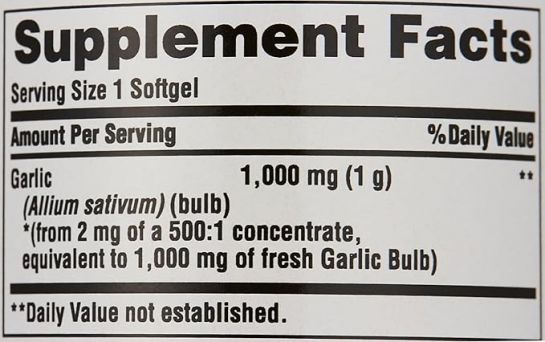 Supplement Facts
Serving Size 1 Softgel
Amount Per Serving % Daily Value
Garlic 1,000 mg (1 g) **
(Allium sativum) (bulb)
*(from 2 mg of a 500:1 concentrate,
equivalent to 1,000 mg of fresh Garlic Bulb)
**Daily Value not established.